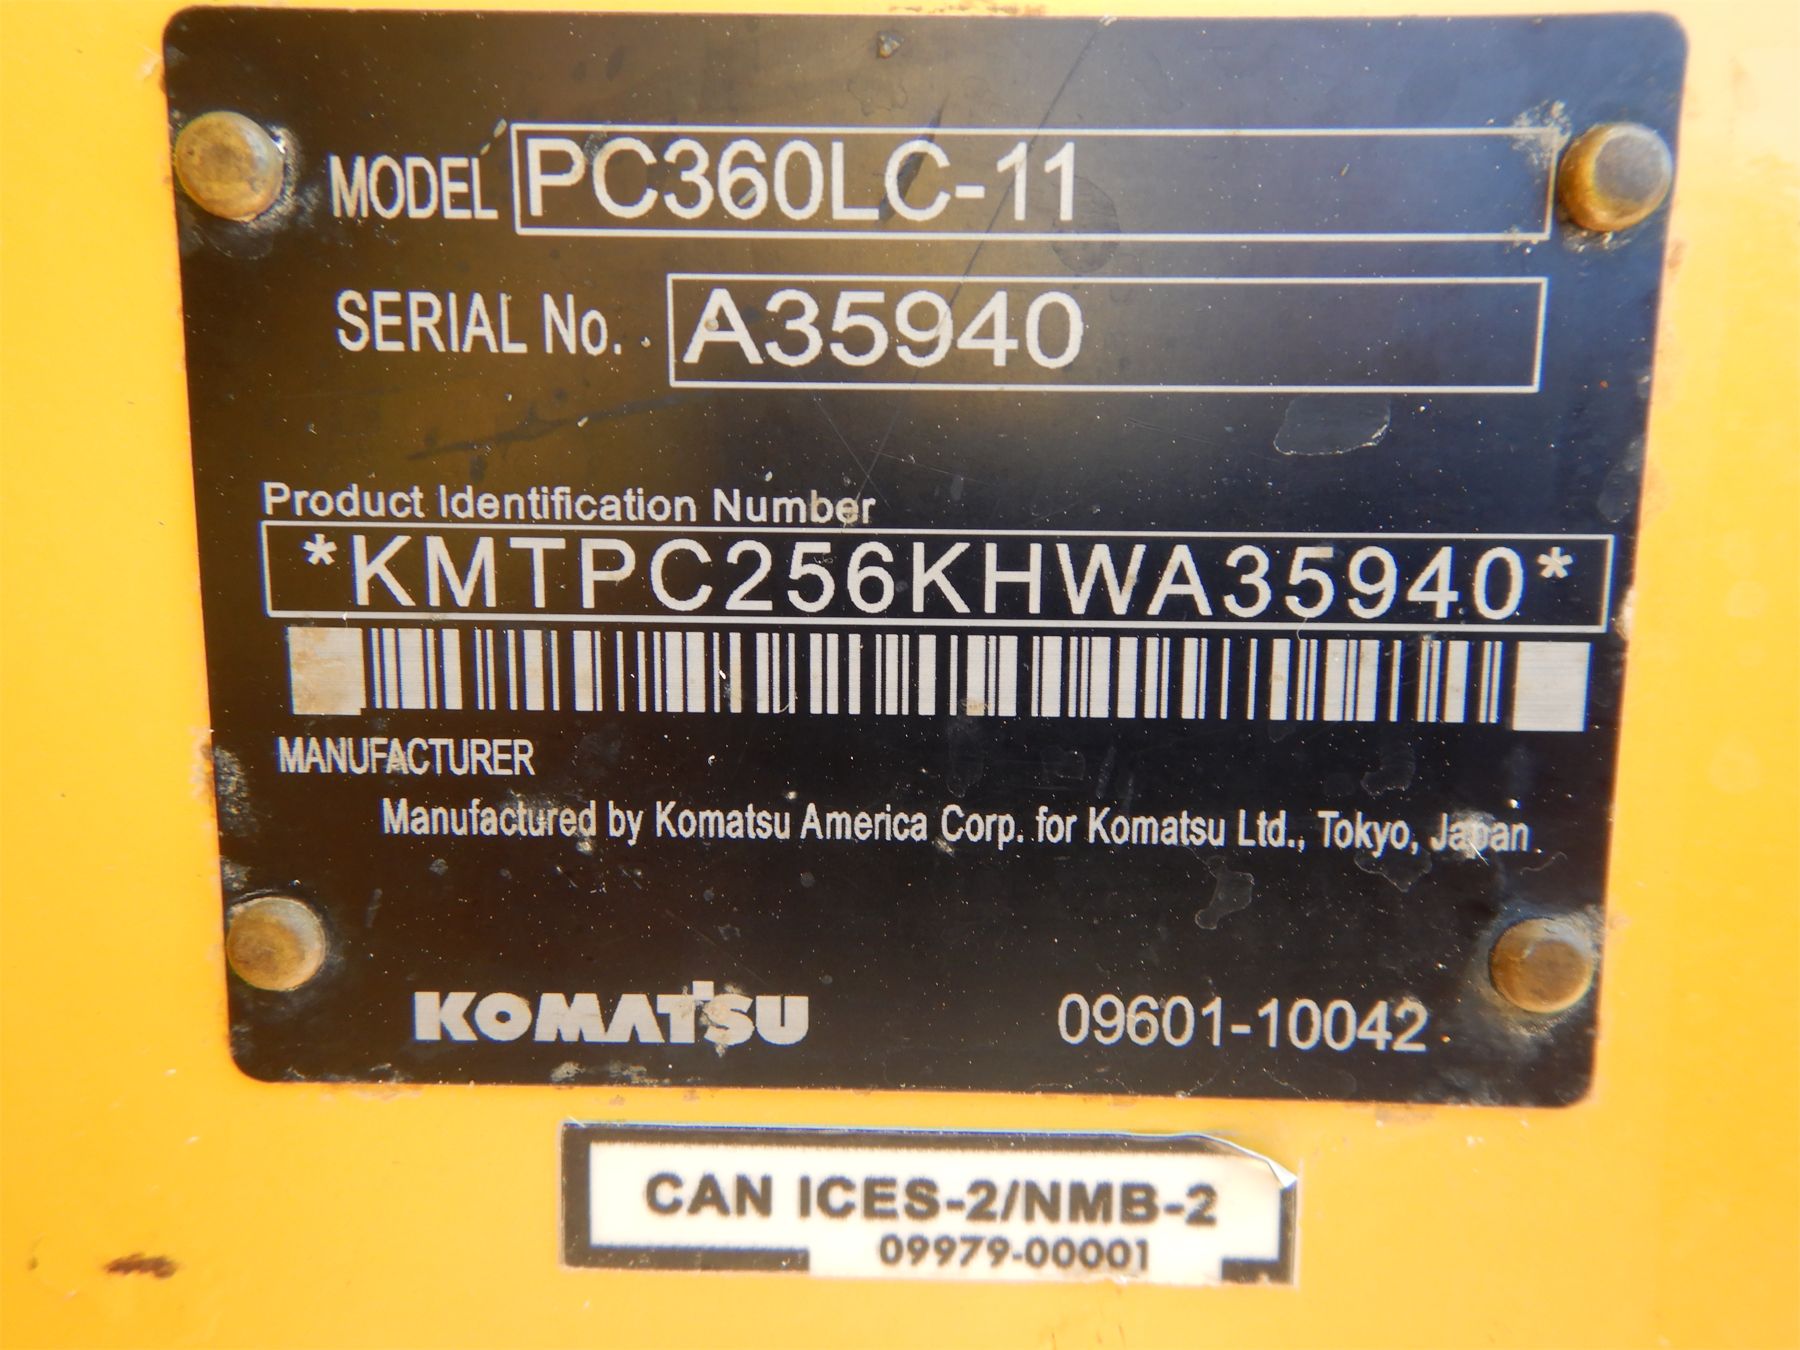 MODEL PC360LC-11
SERIAL No. A35940
Product Identification Number
*KMTPC256KHWA35940*
MANUFACTURER
Manufactured by Komatsu America Corp. for Komatsu Ltd., Tokyo, Japan
KOMATSU 09601-10042
CAN ICES-2/NMB-2
09979-00001